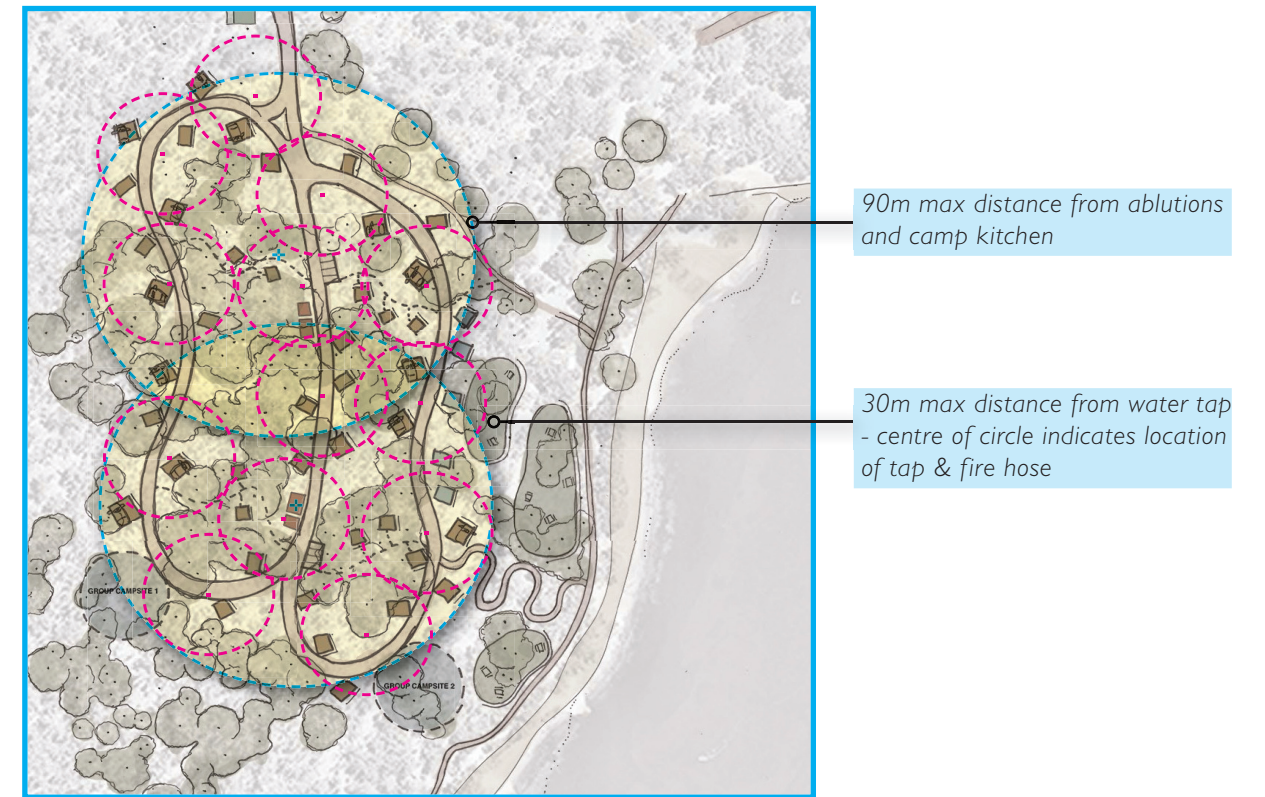 90m max distance from ablutions
and camp kitchen
30m max distance from water tap
- centre of circle indicates location
of tap & fire hose
GROUP CAMPSITE 1
GROUP CAMPSITE 2